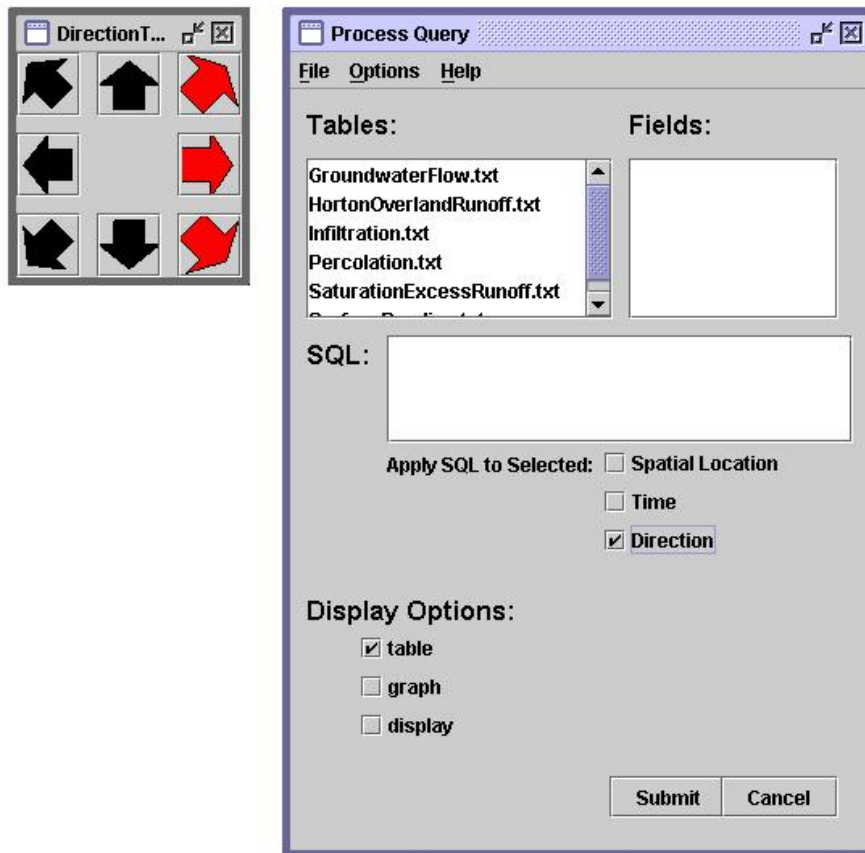 DirectionT...
Process Query
File Options Help
Tables:
Fields:
GroundwaterFlow.txt
HortonOverlandRunoff.txt
Infiltration.txt
Percolation.txt
SaturationExcessRunoff.txt
SQL:
Apply SQL to Selected:
Spatial Location
Time
Direction
Display Options:
table
graph
display
Submit
Cancel